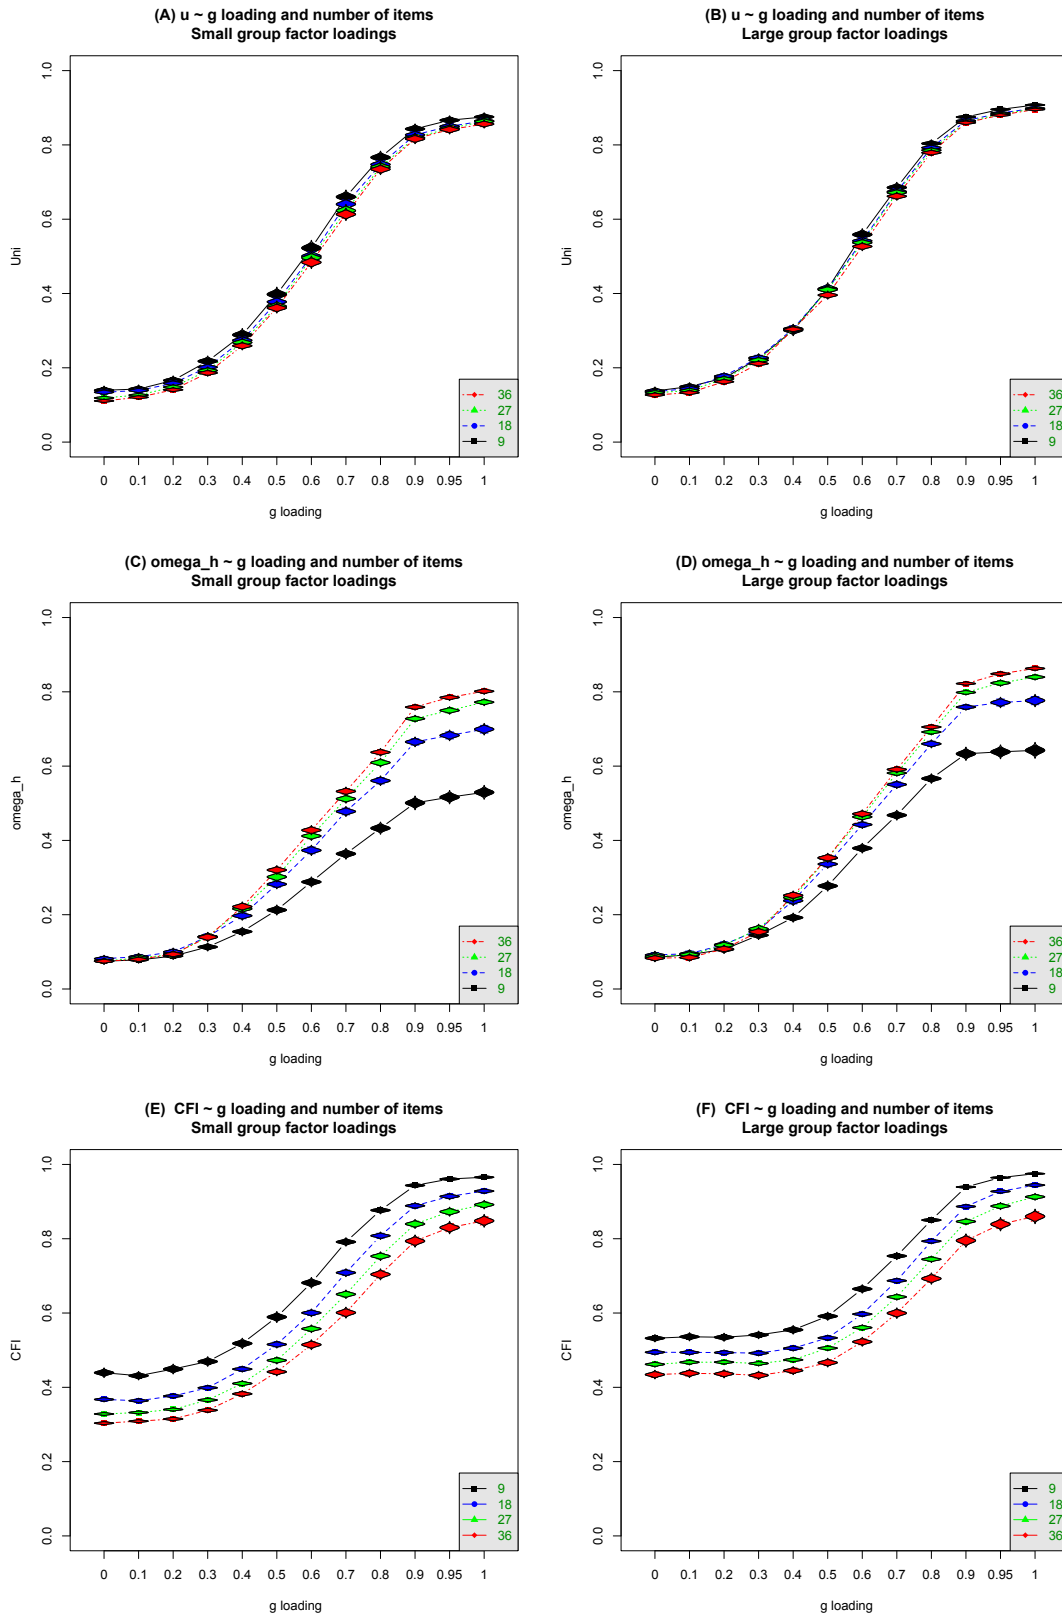 (A) u ~ g loading and number of items
Small group factor loadings
Uni
0.0 0.2 0.4 0.6 0.8 1.0
36
27
18
9
0 0.1 0.2 0.3 0.4 0.5 0.6 0.7 0.8 0.9 0.95 1
g loading
(B) u ~ g loading and number of items
Large group factor loadings
Uni
0.0 0.2 0.4 0.6 0.8 1.0
36
27
18
9
0 0.1 0.2 0.3 0.4 0.5 0.6 0.7 0.8 0.9 0.95 1
g loading
(C) omega_h ~ g loading and number of items
Small group factor loadings
omega_h
0.0 0.2 0.4 0.6 0.8 1.0
36
27
18
9
0 0.1 0.2 0.3 0.4 0.5 0.6 0.7 0.8 0.9 0.95 1
g loading
(D) omega_h ~ g loading and number of items
Large group factor loadings
omega_h
0.0 0.2 0.4 0.6 0.8 1.0
36
27
18
9
0 0.1 0.2 0.3 0.4 0.5 0.6 0.7 0.8 0.9 0.95 1
g loading
(E) CFI ~ g loading and number of items
Small group factor loadings
CFI
0.0 0.2 0.4 0.6 0.8 1.0
9
18
27
36
0 0.1 0.2 0.3 0.4 0.5 0.6 0.7 0.8 0.9 0.95 1
g loading
(F) CFI ~ g loading and number of items
Large group factor loadings
CFI
0.0 0.2 0.4 0.6 0.8 1.0
9
18
27
36
0 0.1 0.2 0.3 0.4 0.5 0.6 0.7 0.8 0.9 0.95 1
g loading